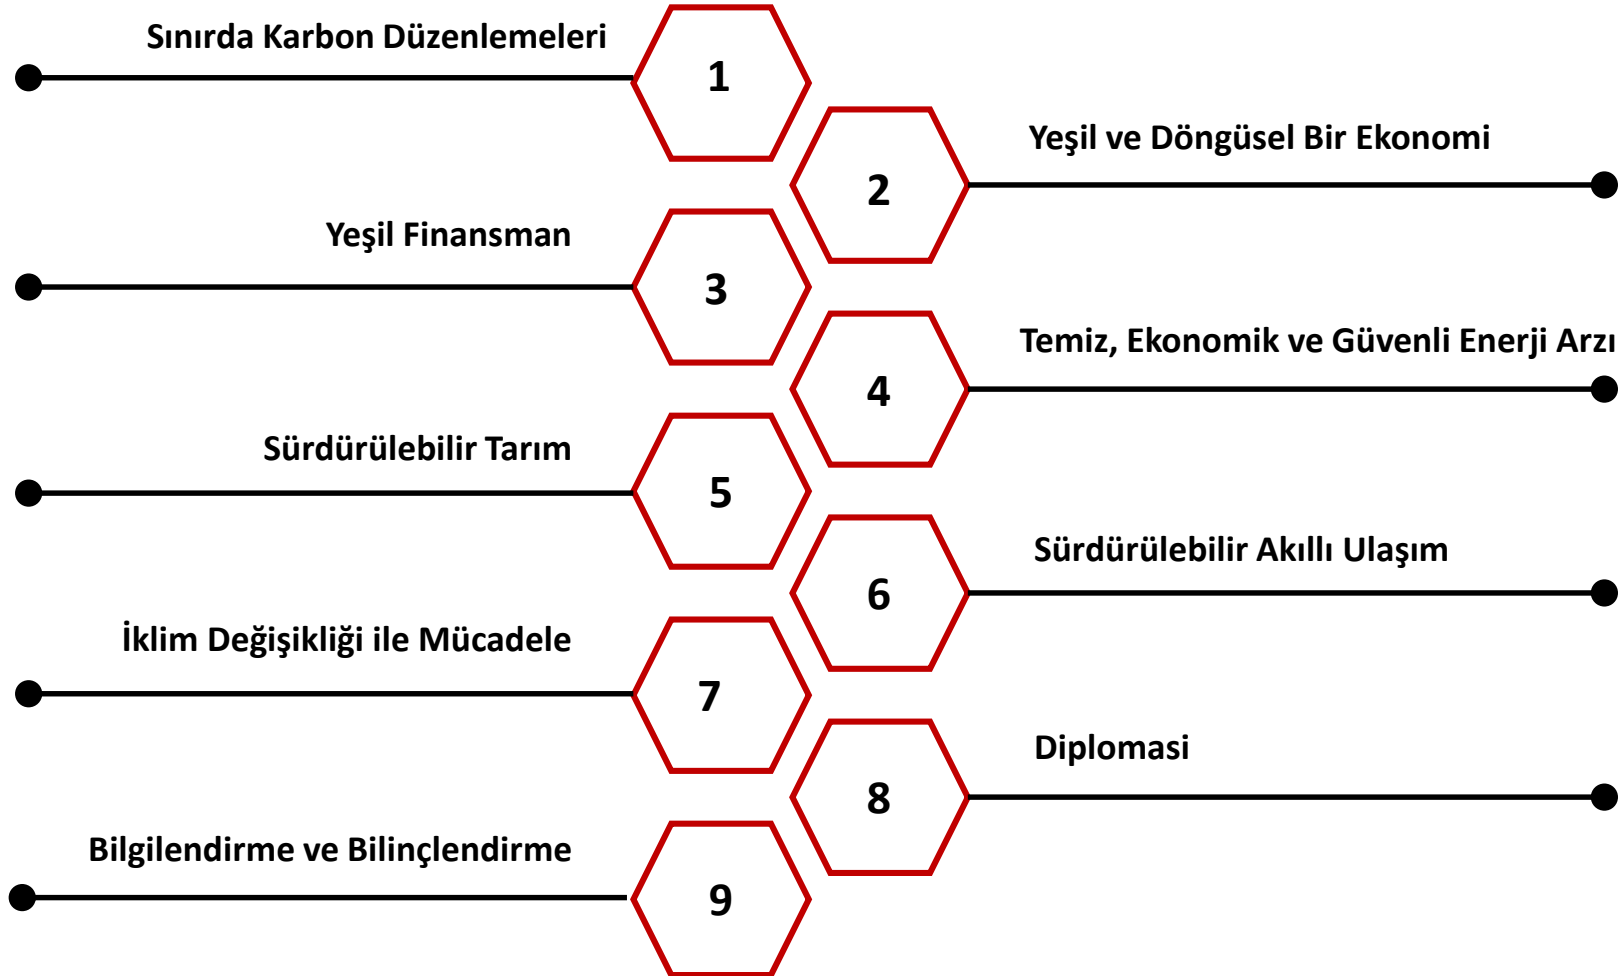 Sınırda Karbon Düzenlemeleri
1
Yeşil ve Döngüsel Bir Ekonomi
2
Yeşil Finansman
3
Temiz, Ekonomik ve Güvenli Enerji Arzı
4
Sürdürülebilir Tarım
5
Sürdürülebilir Akıllı Ulaşım
6
İklim Değişikliği ile Mücadele
7
Diplomasi
8
Bilgilendirme ve Bilinçlendirme
9